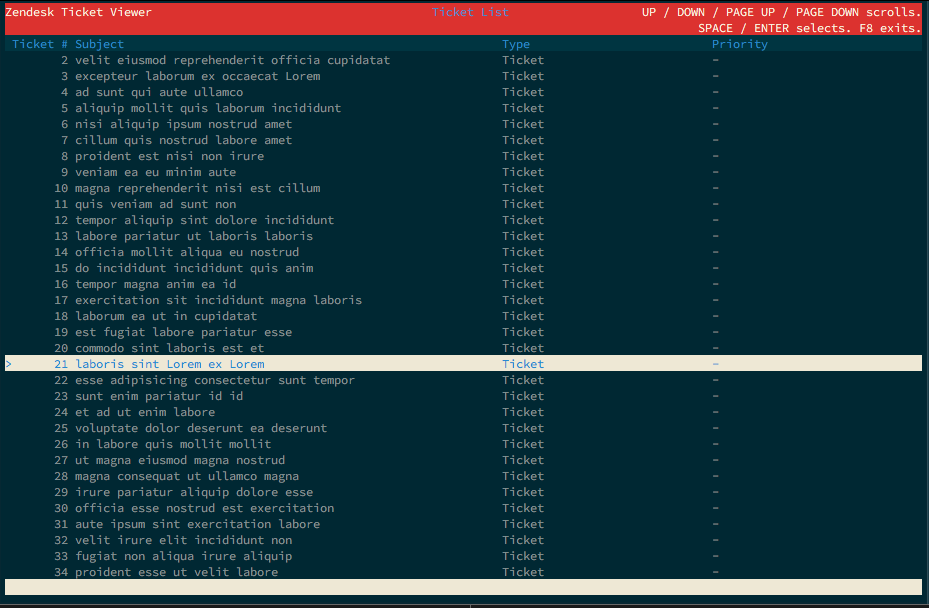 Zendesk Ticket Viewer Ticket List UP / DOWN / PAGE UP / PAGE DOWN scrolls.
SPACE / ENTER selects. F8 exits.
Ticket # Subject Type Priority
2 velit eiusmod reprehenderit officia cupidatat Ticket -
3 excepteur laborum ex occaecat Lorem Ticket -
4 ad sunt qui aute ullamco Ticket -
5 aliquip mollit quis laborum incididunt Ticket -
6 nisi aliquip ipsum nostrud amet Ticket -
7 cillum quis nostrud labore amet Ticket -
8 proident est nisi non irure Ticket -
9 veniam ea eu minim aute Ticket -
10 magna reprehenderit nisi est cillum Ticket -
11 quis veniam ad sunt non Ticket -
12 tempor aliquip sint dolore incididunt Ticket -
13 labore pariatur ut laboris laboris Ticket -
14 officia mollit aliqua eu nostrud Ticket -
15 do incididunt incididunt quis anim Ticket -
16 tempor magna anim ea id Ticket -
17 exercitation sit incididunt magna laboris Ticket -
18 laborum ea ut in cupidatat Ticket -
19 est fugiat labore pariatur esse Ticket -
20 commodo sint laboris est et Ticket -
> 21 laboris sint Lorem ex Lorem Ticket -
22 esse adipisicing consectetur sunt tempor Ticket -
23 sunt enim pariatur id id Ticket -
24 et ad ut enim labore Ticket -
25 voluptate dolor deserunt ea deserunt Ticket -
26 in labore quis mollit mollit Ticket -
27 ut magna eiusmod magna nostrud Ticket -
28 magna consequat ut ullamco magna Ticket -
29 irure pariatur aliquip dolore esse Ticket -
30 officia esse nostrud est exercitation Ticket -
31 aute ipsum sint exercitation labore Ticket -
32 velit irure elit incididunt non Ticket -
33 fugiat non aliqua irure aliquip Ticket -
34 proident esse ut velit labore Ticket -